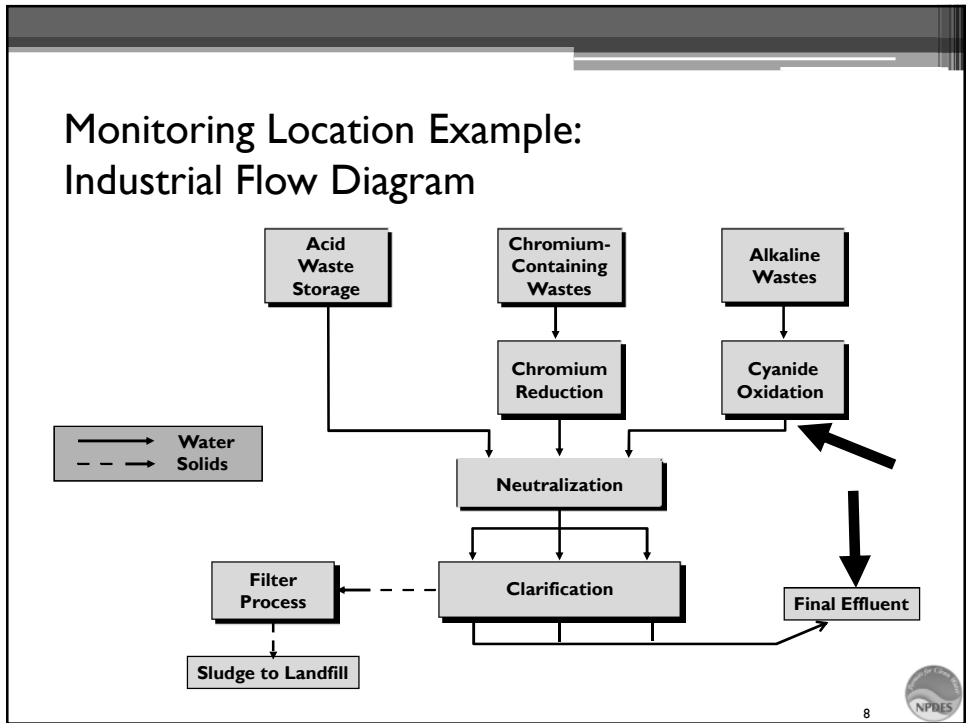 Monitoring Location Example:
Industrial Flow Diagram
Acid
Waste
Storage
Chromium-
Containing
Wastes
Alkaline
Wastes
Chromium
Reduction
Cyanide
Oxidation
Water
Solids
Neutralization
Filter
Process
Clarification
Final Effluent
Sludge to Landfill
8
NPDES